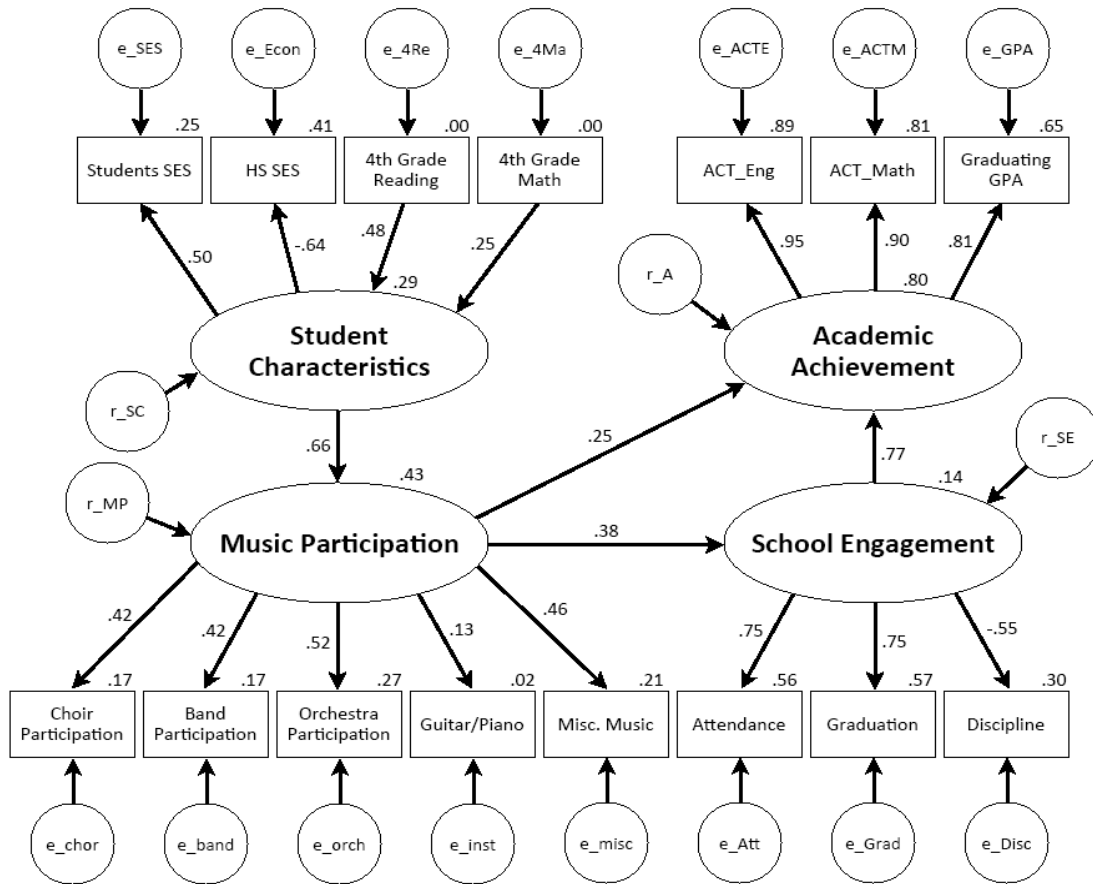 e_SES
e_Econ
e_4Re
e_4Ma
e_ACTE
e_ACTM
e_GPA
.25
.41
.00
.00
.89
.81
.65
Students SES
HS SES
4th Grade
Reading
4th Grade
Math
ACT_Eng
ACT_Math
Graduating
GPA
.50
-.64
.48
.25
.95
.90
.81
.29
r_A
.80
Student
Characteristics
Academic
Achievement
r_SC
.66
.25
.77
r_SE
r_MP
.43
.14
Music Participation
.38
School Engagement
.42
.42
.52
.13
.46
.75
.75
-.55
.17
.17
.27
.02
.21
.56
.57
.30
Choir
Participation
Band
Participation
Orchestra
Participation
Guitar/Piano
Misc. Music
Attendance
Graduation
Discipline
e_chor
e_band
e_orch
e_inst
e_misc
e_Att
e_Grad
e_Disc